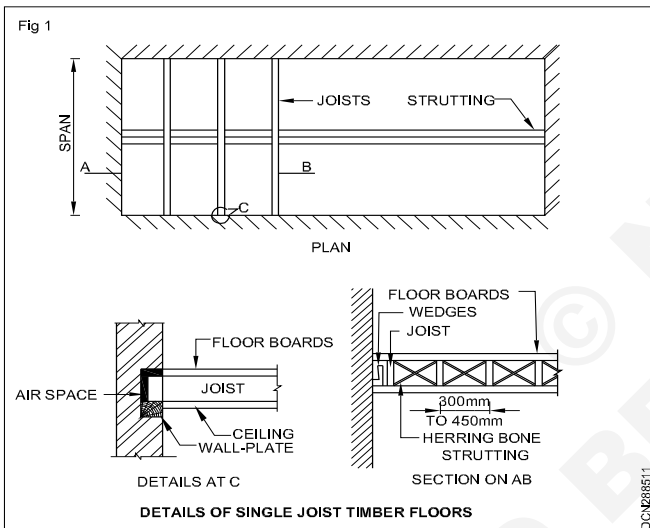 Fig 1
SPAN
JOISTS
STRUTTING
A
B
C
PLAN
FLOOR BOARDS
JOIST
AIR SPACE
CEILING
WALL-PLATE
DETAILS AT C
FLOOR BOARDS
WEDGES
JOIST
300mm
TO 450mm
HERRING BONE
STRUTTING
SECTION ON AB
DETAILS OF SINGLE JOIST TIMBER FLOORS
DCN288511
©